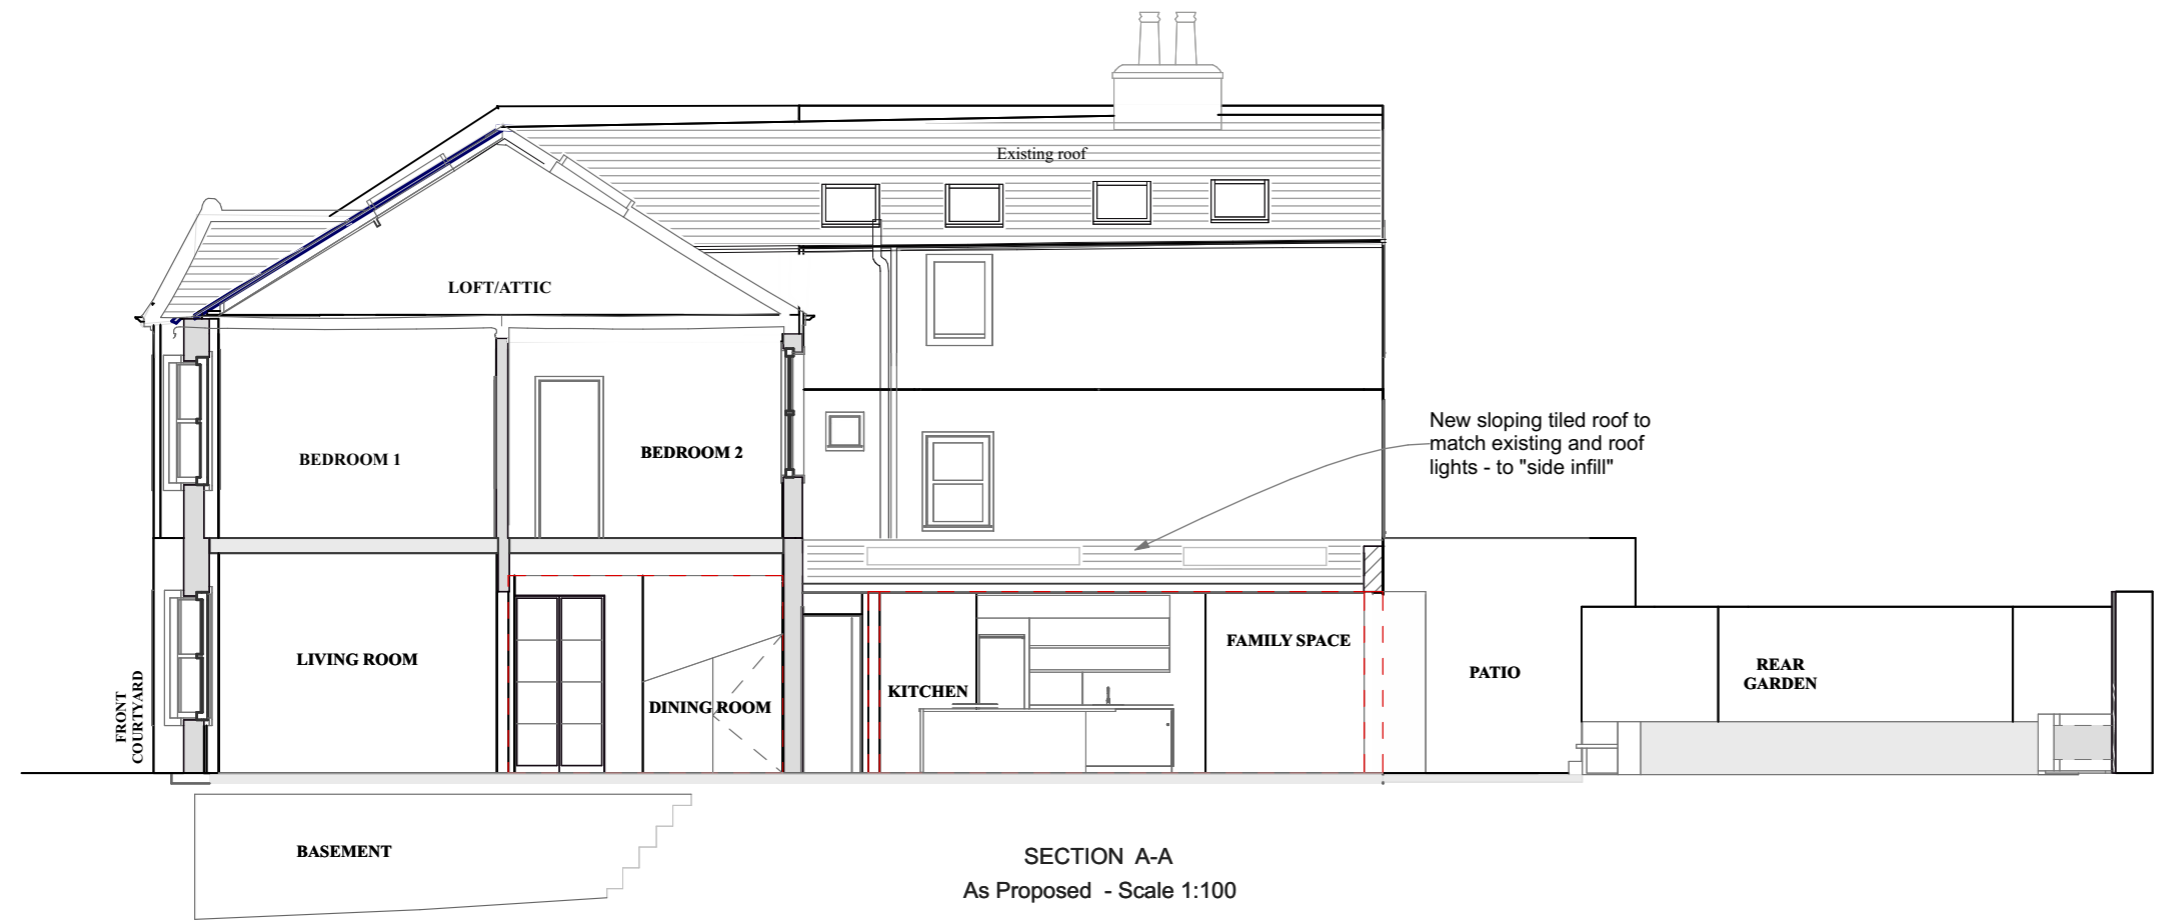 Existing roof
LOFT/ATTIC
New sloping tiled roof to
match existing and roof
lights - to "side infill"
BEDROOM 1
BEDROOM 2
FAMILY SPACE
LIVING ROOM
PATIO
REAR
GARDEN
KITCHEN
DINING ROOM
FRONT
COURTYARD
BASEMENT
SECTION A-A
As Proposed - Scale 1:100